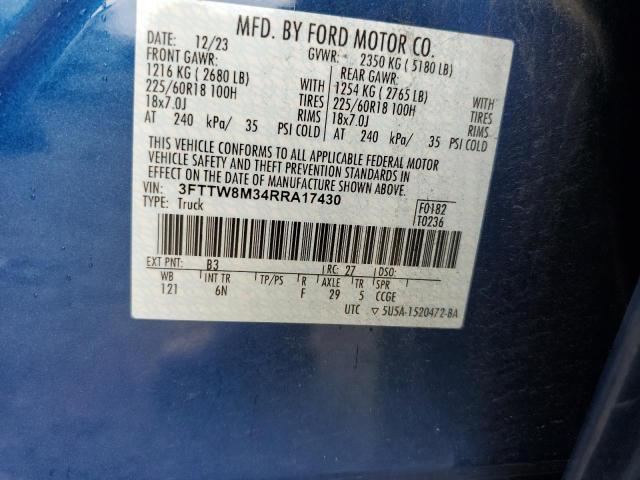 MFD. BY FORD MOTOR CO.
DATE: 12/23 GVWR: 2350 KG (5180 LB)
FRONT GAWR: REAR GAWR:
1216 KG (2680 LB) WITH 1254 KG (2765 LB) WITH
225/60R18 100H TIRES 225/60R18 100H TIRES
18x7.0J RIMS 18x7.0J RIMS
AT 240 kPa/ 35 PSI COLD AT 240 kPa/ 35 PSI COLD
THIS VEHICLE CONFORMS TO ALL APPLICABLE FEDERAL MOTOR
VEHICLE SAFETY AND THEFT PREVENTION STANDARDS IN
EFFECT ON THE DATE OF MANUFACTURE SHOWN ABOVE.
VIN: 3FTTW8M34RRA17430 F0182
TYPE: Truck T0236
EXT PNT: B3 RC: 27 DSO:
WB INT TR TP/PS R AXLE TR SPR
121 6N F 29 5 CCGE
UTC ▽ 5U5A-1520472-BA